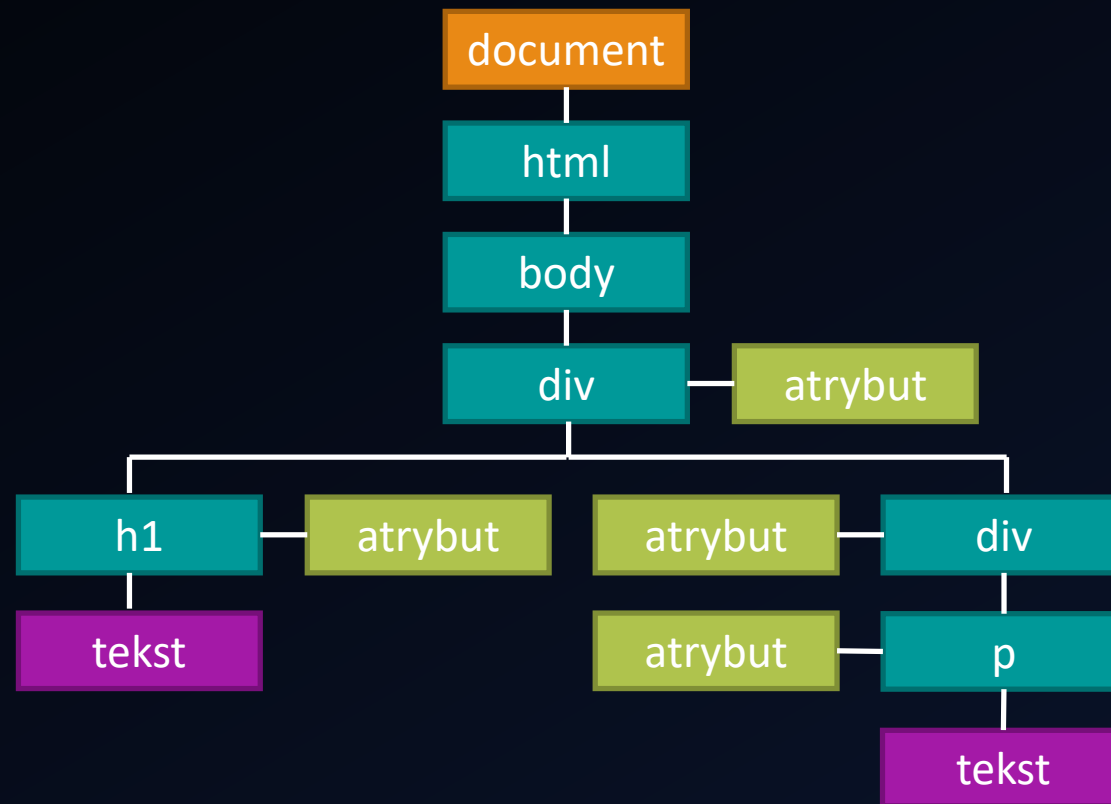 document
html
body
div atrybut
h1 atrybut atrybut div
tekst atrybut p
tekst